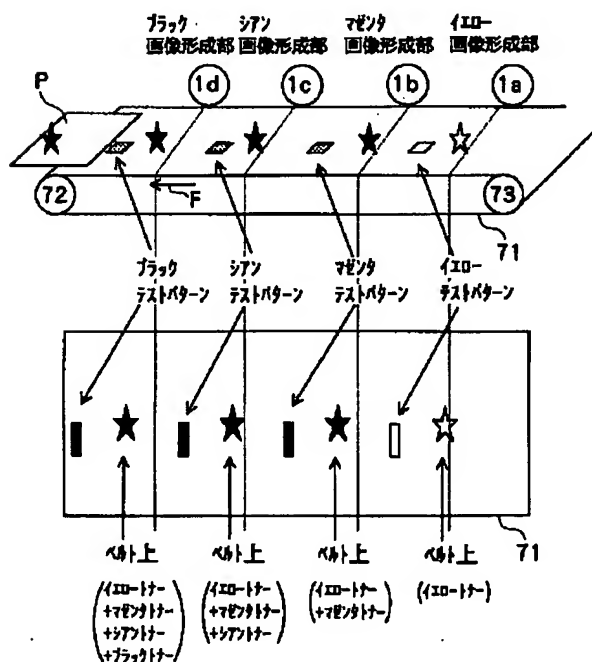 ブラック シアン マゼンタ イエロー
画像形成部 画像形成部 画像形成部 画像形成部
P 1d 1c 1b 1a
72 F 73
71
ブラック シアン マゼンタ イエロー
テストパターン テストパターン テストパターン テストパターン
ベルト上 ベルト上 ベルト上 ベルト上 71
(イエロートナー (イエロートナー (イエロートナー (イエロートナー)
+マゼンタトナー +マゼンタトナー +マゼンタトナー)
+シアントナー +シアントナー)
+ブラックトナー)